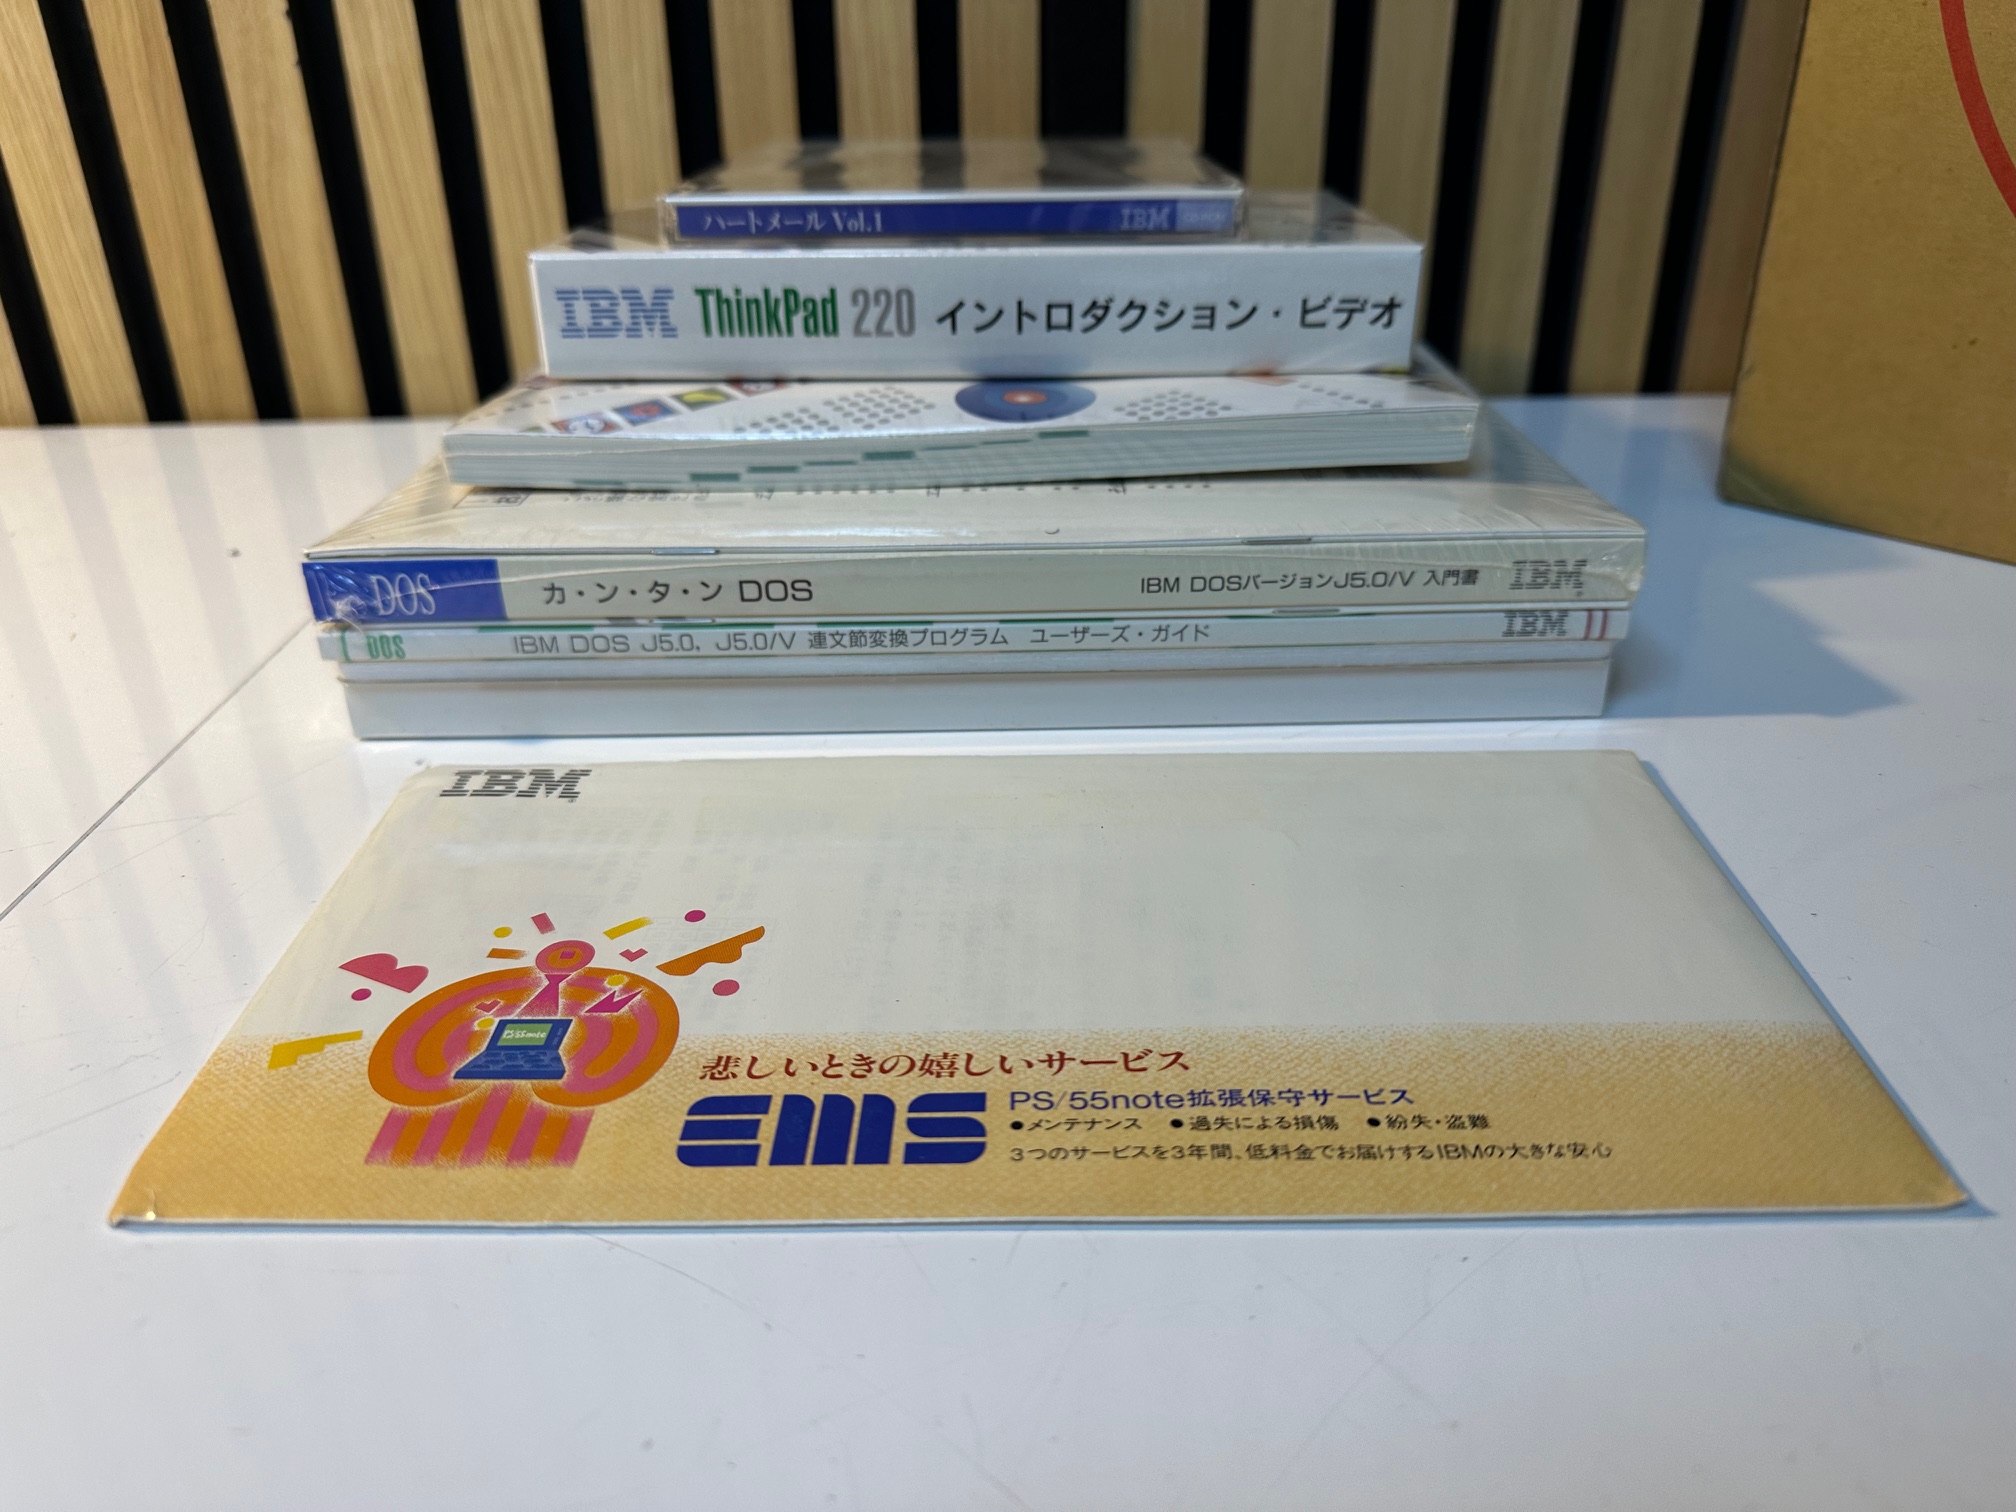 ハートメール Vol.1 IBM
IBM ThinkPad 220 イントロダクション・ビデオ
DOS カ・ン・タ・ン DOS IBM DOSバージョンJ5.0/V 入門書 IBM
DOS IBM DOS J5.0, J5.0/V 連文節変換プログラム ユーザーズ・ガイド IBM
IBM
PS/55note
悲しいときの嬉しいサービス
EMS
PS/55note拡張保守サービス
●メンテナンス ●過失による損傷 ●紛失・盗難
3つのサービスを3年間、低料金でお届けするIBMの大きな安心